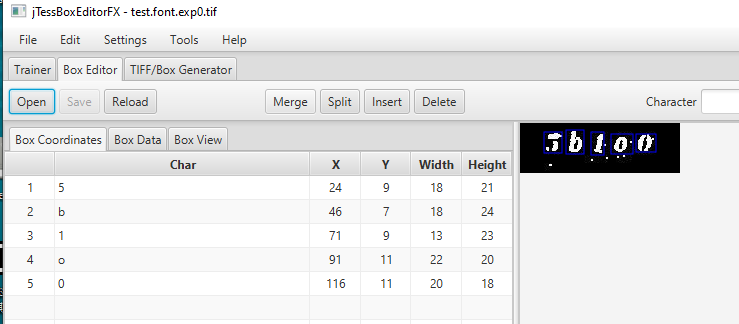 jTessBoxEditorFX - test.font.exp0.tif
File Edit Settings Tools Help
Trainer Box Editor TIFF/Box Generator
Open Save Reload Merge Split Insert Delete Character
Box Coordinates Box Data Box View
Char X Y Width Height
1 5 24 9 18 21
2 b 46 7 18 24
3 1 71 9 13 23
4 o 91 11 22 20
5 0 116 11 20 18
5b1o0